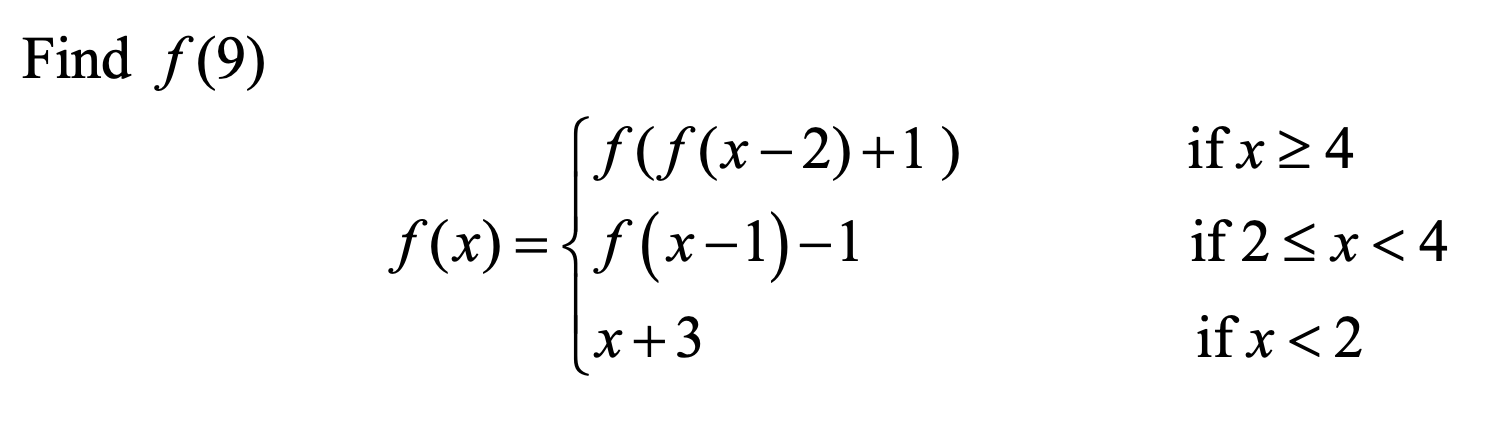 Find f(9)
f(f(x−2)+1 ) if x ≥ 4
f(x) = { f(x−1)−1 if 2 ≤ x < 4
x+3 if x < 2